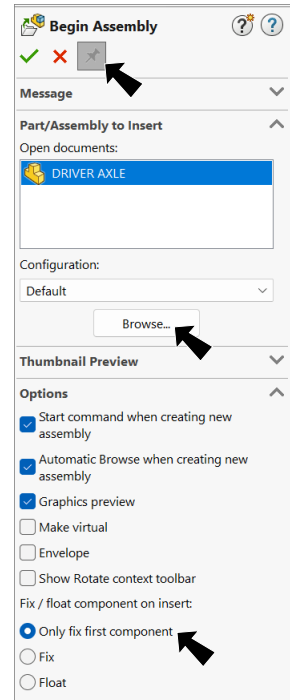 Begin Assembly
Message
Part/Assembly to Insert
Open documents:
DRIVER AXLE
Configuration:
Default
Browse...
Thumbnail Preview
Options
Start command when creating new
assembly
Automatic Browse when creating new
assembly
Graphics preview
Make virtual
Envelope
Show Rotate context toolbar
Fix / float component on insert:
Only fix first component
Fix
Float